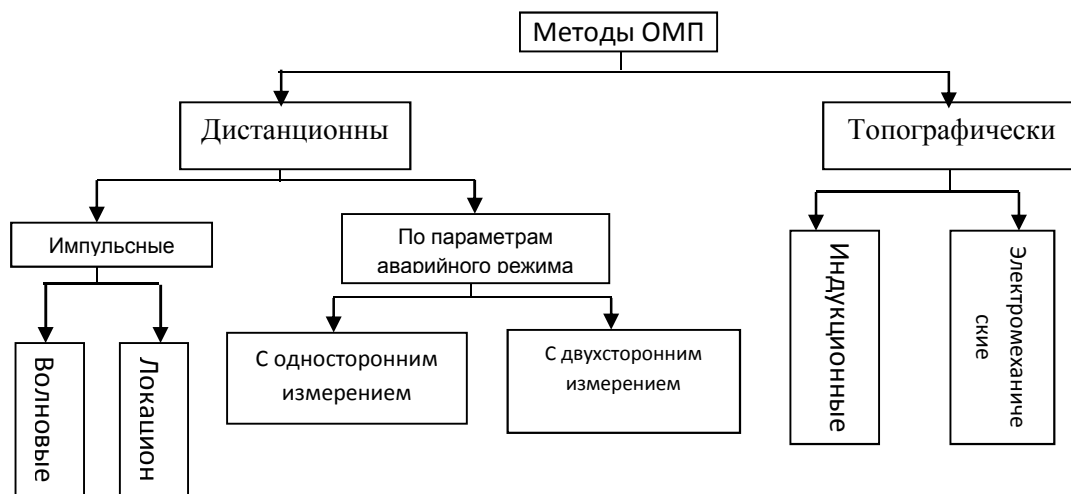 Методы ОМП
Дистанционны
Топографически
Импульсные
По параметрам
аварийного режима
Индукционные
Электромеханиче
ские
Волновые
Локацион
С односторонним
измерением
С двухсторонним
измерением